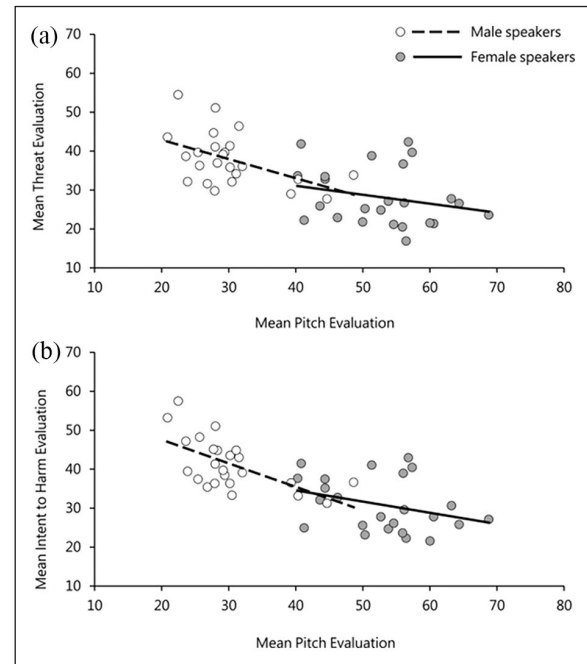 (a)
Male speakers
Female speakers
70
60
50
40
30
20
10
10 20 30 40 50 60 70 80
Mean Threat Evaluation
Mean Pitch Evaluation
(b)
70
60
50
40
30
20
10
10 20 30 40 50 60 70 80
Mean Intent to Harm Evaluation
Mean Pitch Evaluation